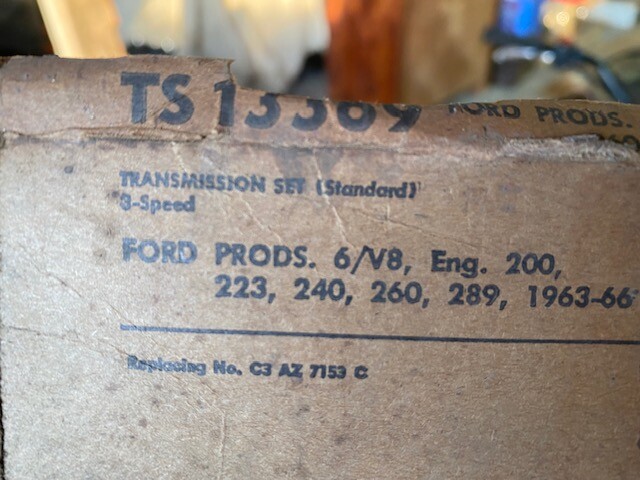 TS 13369 FORD PRODS.
TRANSMISSION SET (Standard)
3-Speed
FORD PRODS. 6/V8, Eng. 200,
223, 240, 260, 289, 1963-66
Replacing No. C3 AZ 7153 C